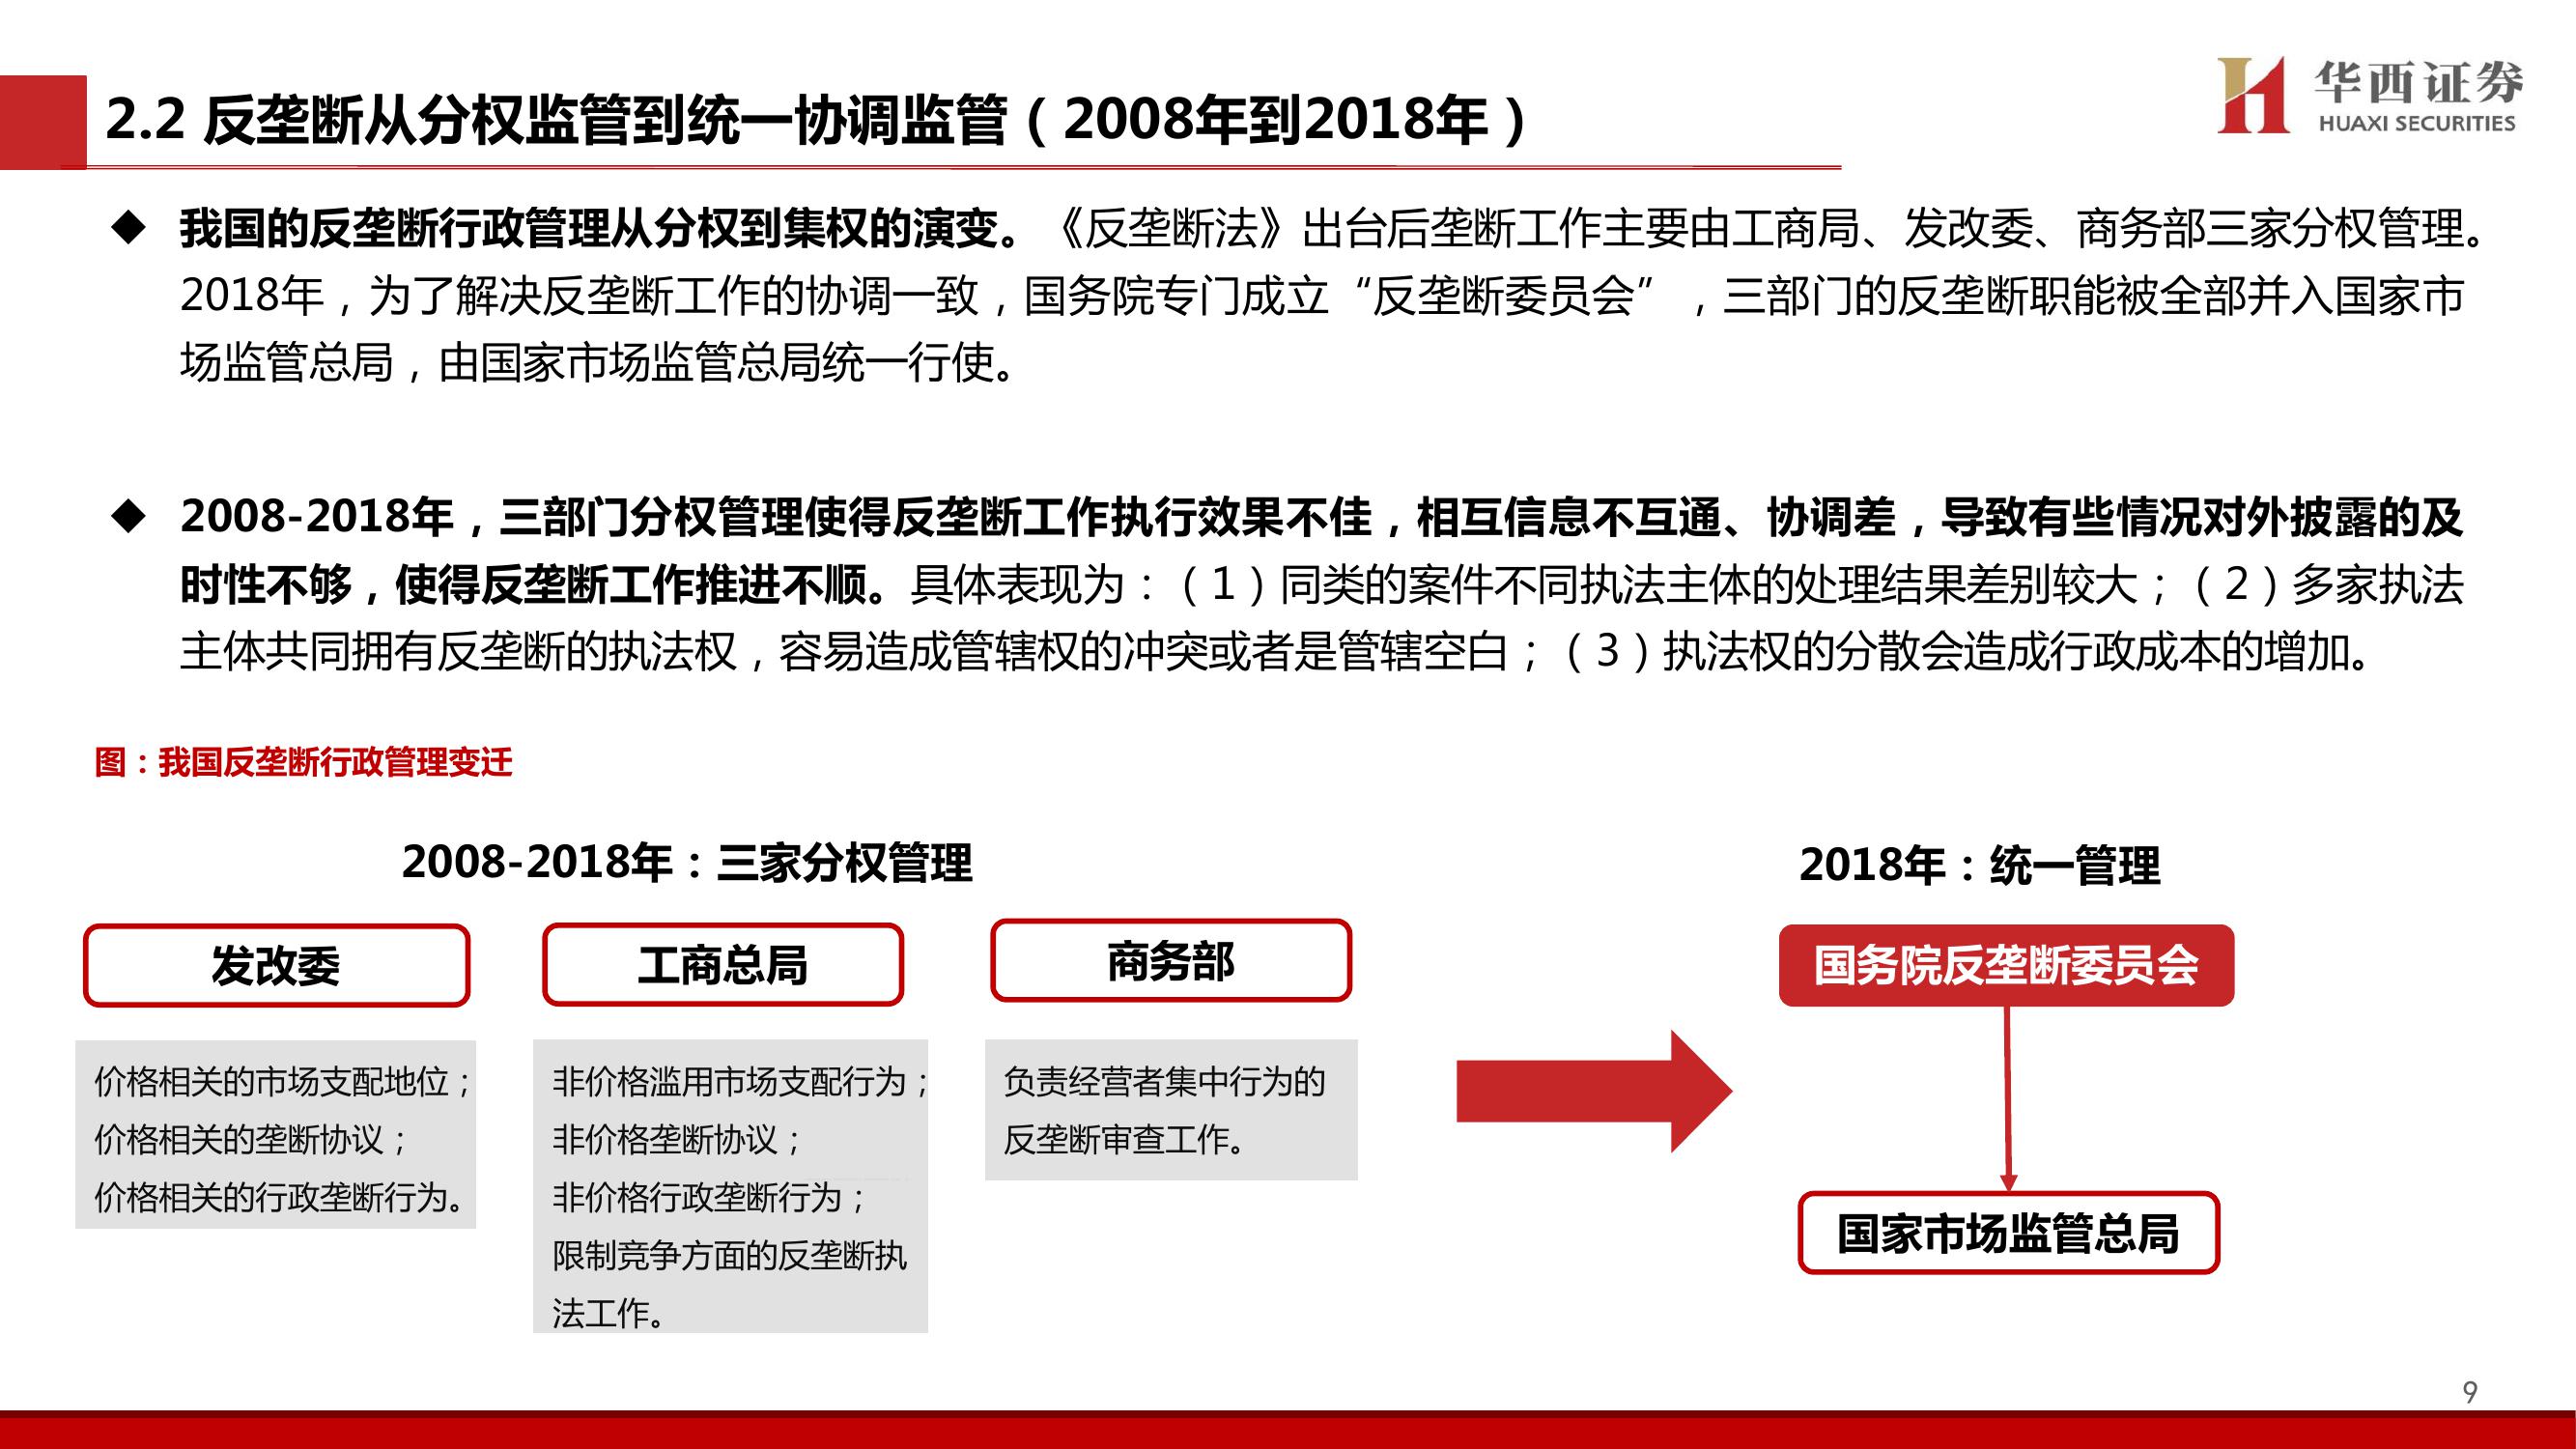 2.2 反垄断从分权监管到统一协调监管（2008年到2018年）
华西证券
HUAXI SECURITIES
◆ 我国的反垄断行政管理从分权到集权的演变。《反垄断法》出台后垄断工作主要由工商局、发改委、商务部三家分权管理。
2018年，为了解决反垄断工作的协调一致，国务院专门成立“反垄断委员会”，三部门的反垄断职能被全部并入国家市
场监管总局，由国家市场监管总局统一行使。
◆ 2008-2018年，三部门分权管理使得反垄断工作执行效果不佳，相互信息不互通、协调差，导致有些情况对外披露的及
时性不够，使得反垄断工作推进不顺。具体表现为：（1）同类的案件不同执法主体的处理结果差别较大；（2）多家执法
主体共同拥有反垄断的执法权，容易造成管辖权的冲突或者是管辖空白；（3）执法权的分散会造成行政成本的增加。
图：我国反垄断行政管理变迁
2008-2018年：三家分权管理
发改委
价格相关的市场支配地位；
价格相关的垄断协议；
价格相关的行政垄断行为。
工商总局
非价格滥用市场支配行为；
非价格垄断协议；
非价格行政垄断行为；
限制竞争方面的反垄断执
法工作。
商务部
负责经营者集中行为的
反垄断审查工作。
2018年：统一管理
国务院反垄断委员会
国家市场监管总局
9